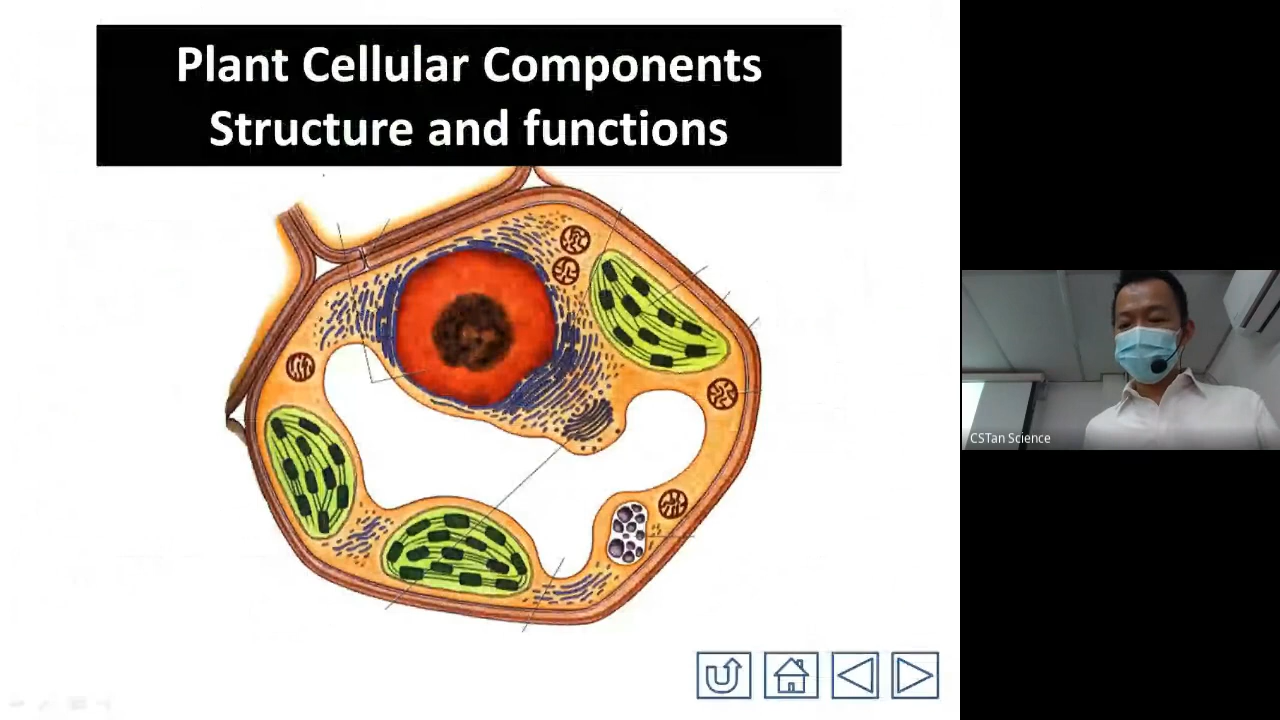 Plant Cellular Components
Structure and functions
CSTan Science